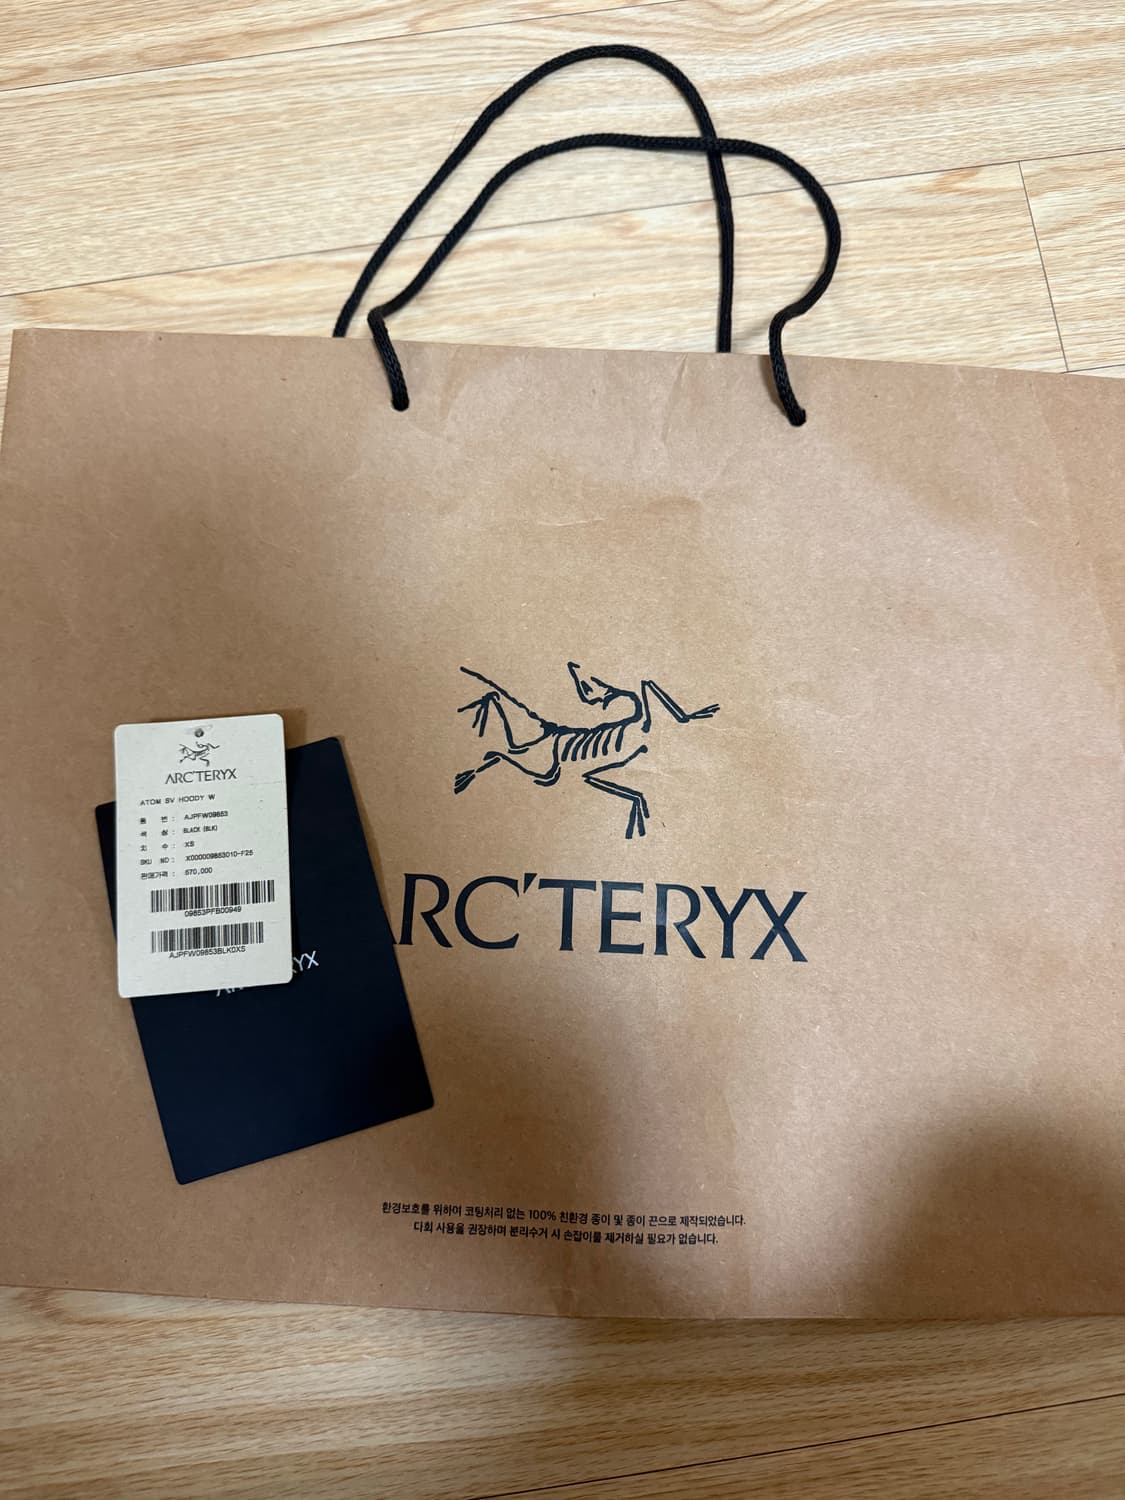 ARC'TERYX
ATOM SV HOODY W
품 번 : AJPFW09853
색 상 : BLACK (BLK)
치 수 : XS
SKU NO : X000009853010-F25
판매가격 : 570,000
09853PFB00949
AJPFW09853BLK0XS
ARC'TERYX
환경보호를 위하여 코팅처리 없는 100% 친환경 종이 및 종이 끈으로 제작되었습니다.
다회 사용을 권장하며 분리수거 시 손잡이를 제거하실 필요가 없습니다.